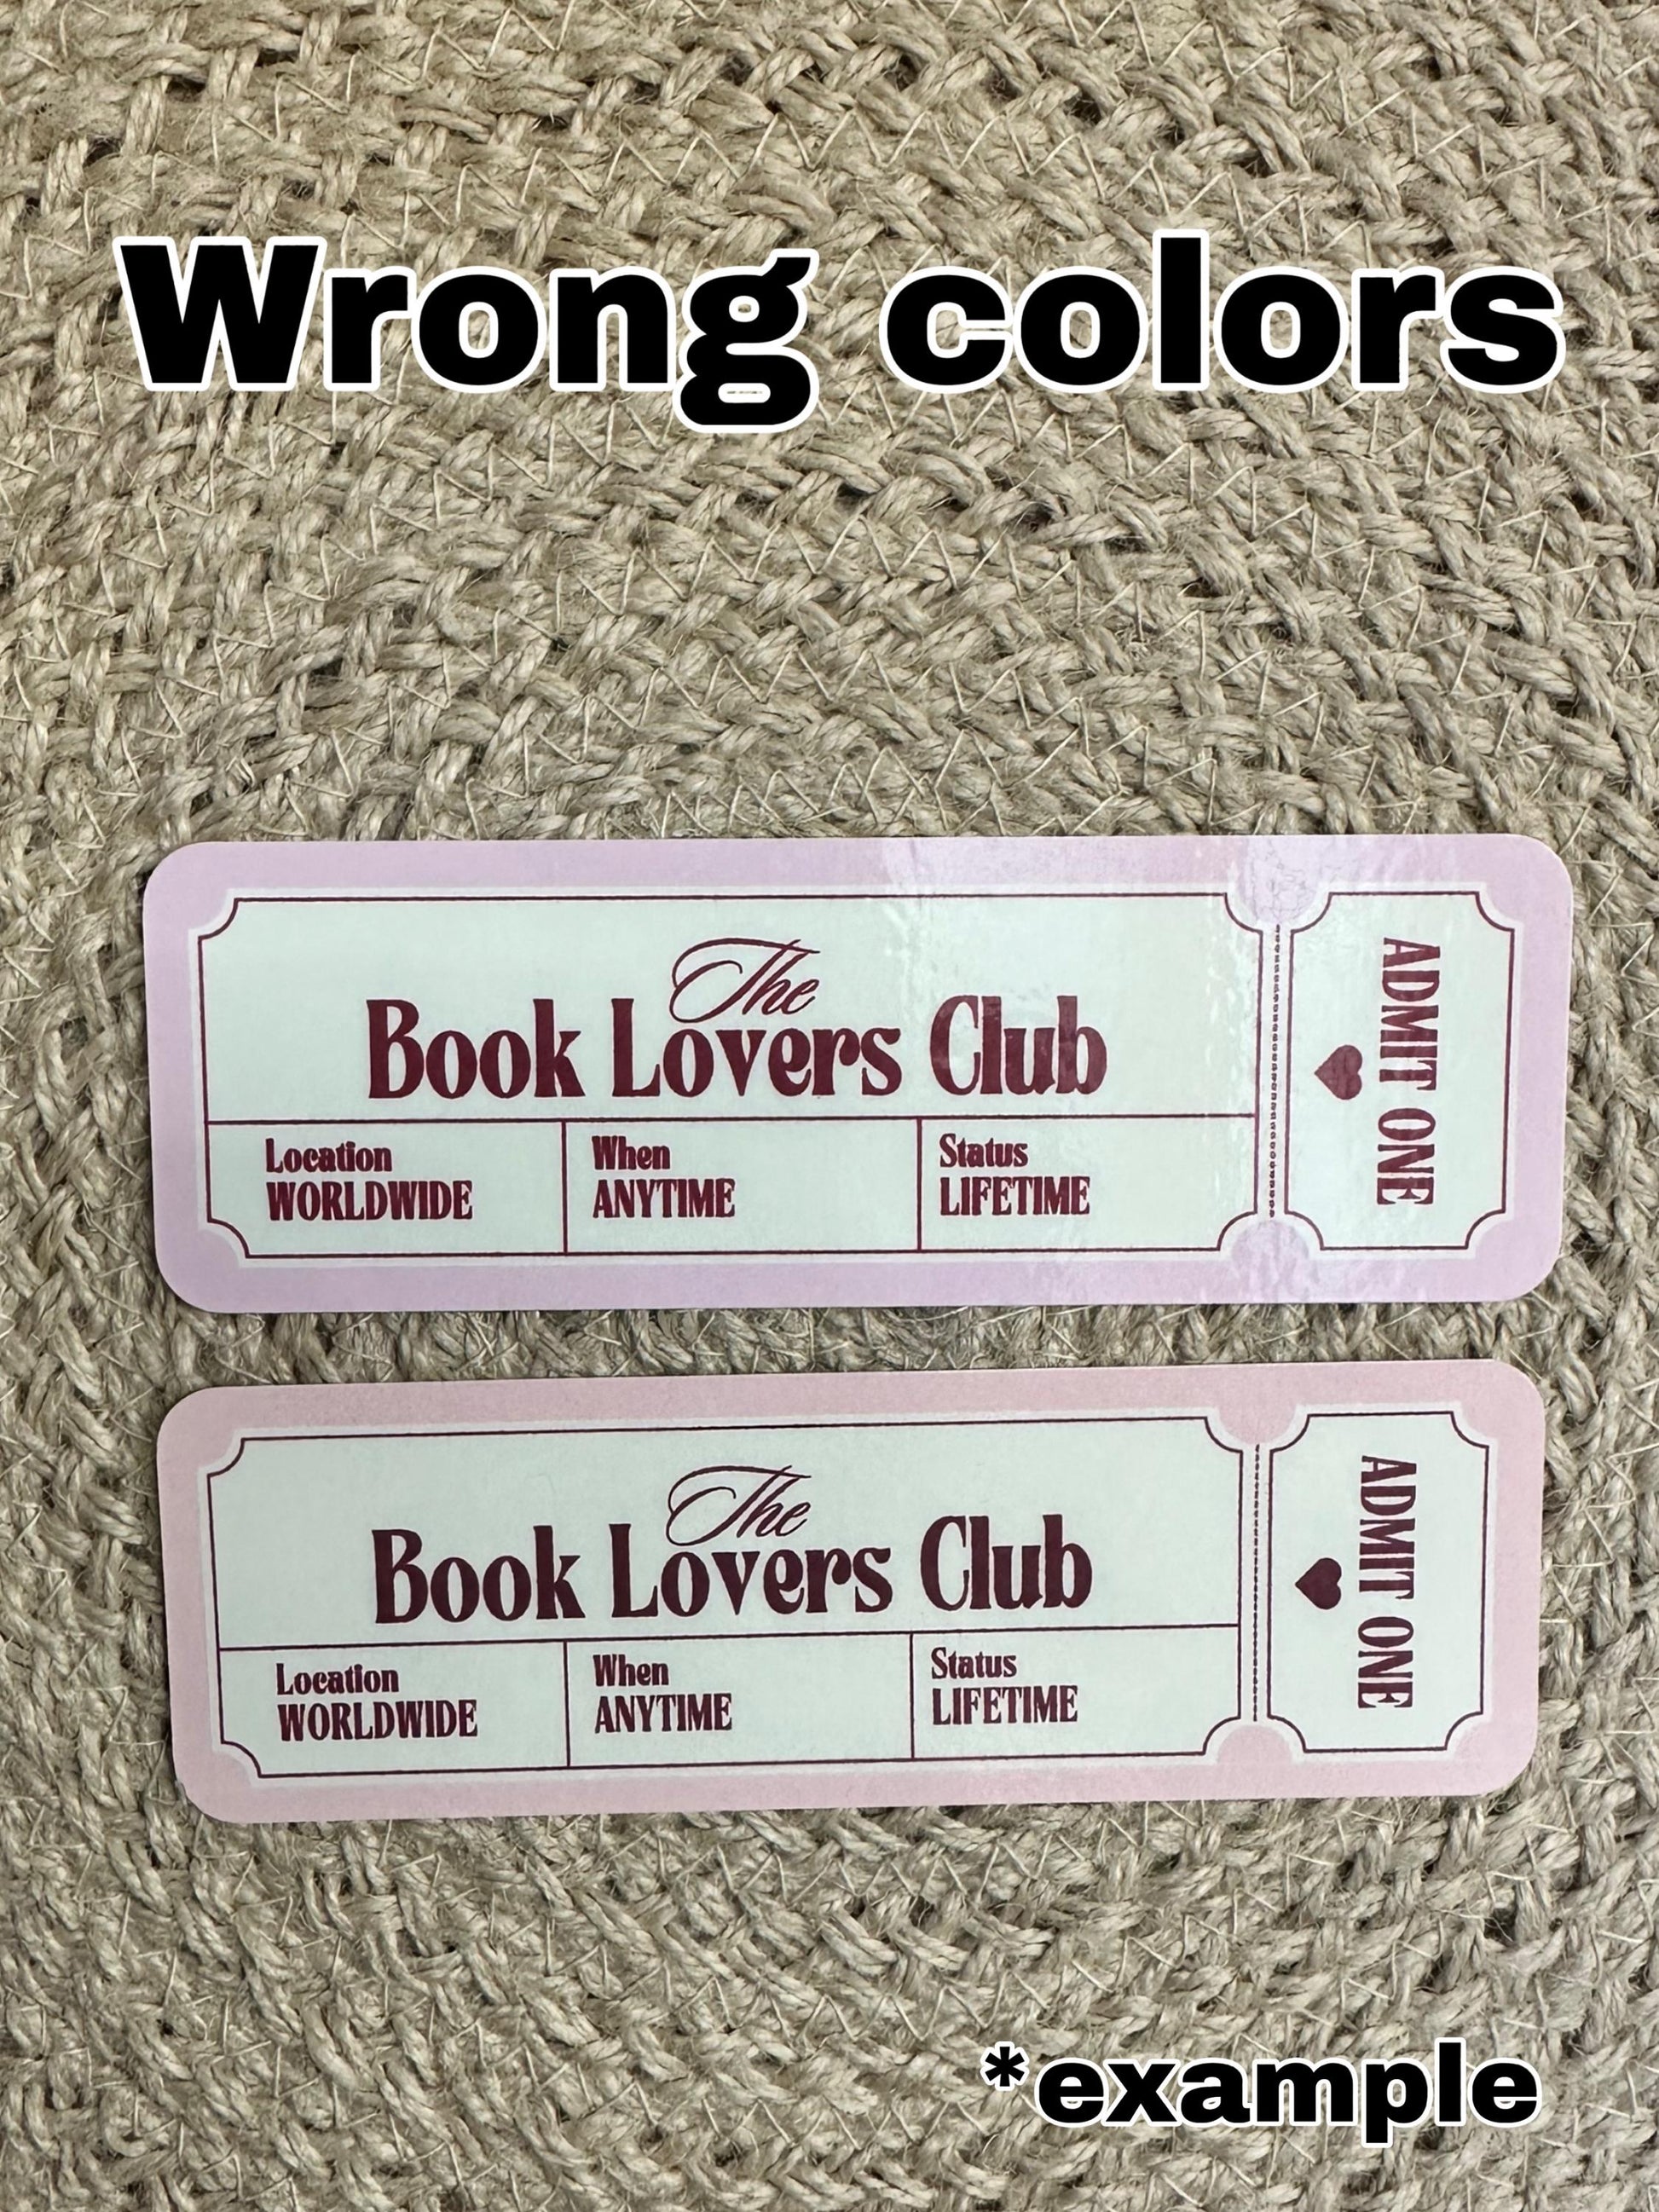 Wrong colors
The
Book Lovers Club
Location
WORLDWIDE
When
ANYTIME
Status
LIFETIME
ADMIT ONE
The
Book Lovers Club
Location
WORLDWIDE
When
ANYTIME
Status
LIFETIME
ADMIT ONE
*example